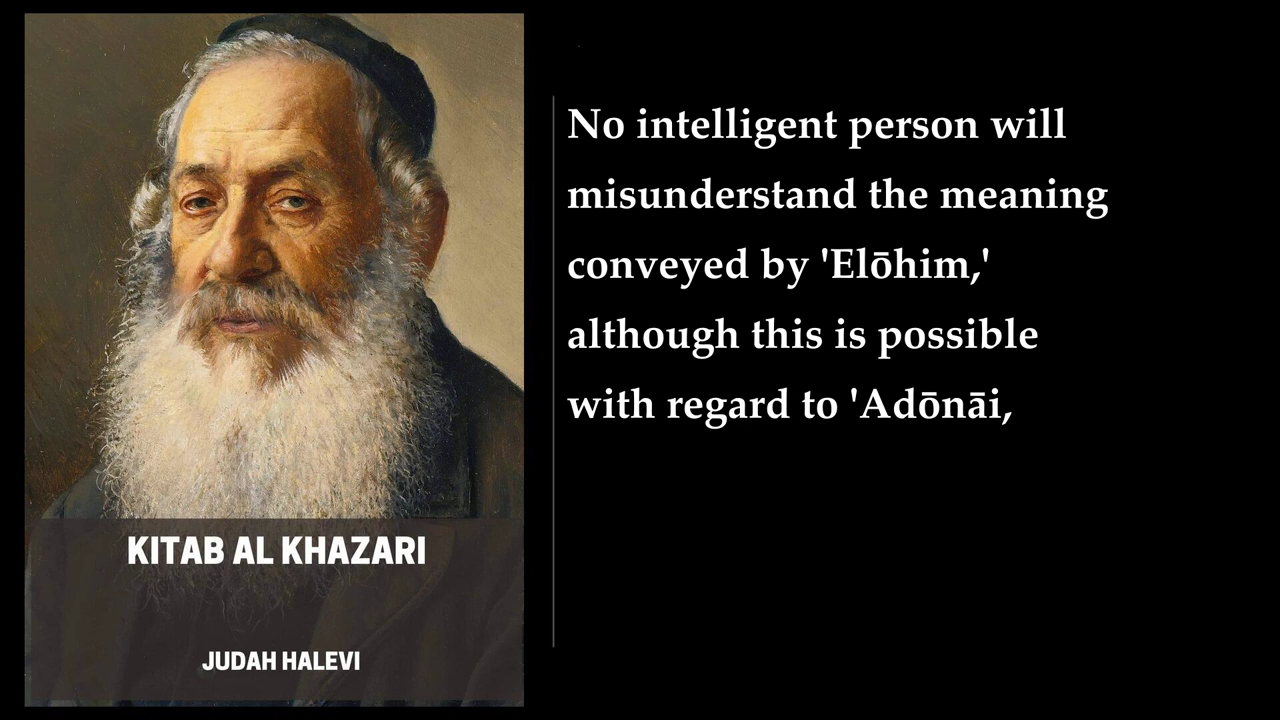 KITAB AL KHAZARI
JUDAH HALEVI
No intelligent person will
misunderstand the meaning
conveyed by 'Elōhim,'
although this is possible
with regard to 'Adōnāi,